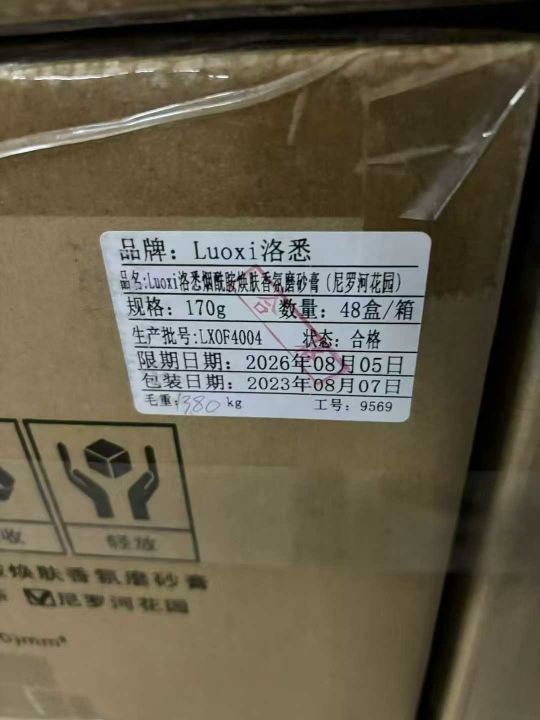 品牌：Luoxi洛悉
品名:Luoxi洛悉烟酰胺焕肤香氛磨砂膏（尼罗河花园）
规格：170g 数量：48盒/箱
生产批号:LX0F4004 状态：合格
限期日期：2026年08月05日
包装日期：2023年08月07日
毛重: kg 工号：9569
收 轻放
焕肤香氛磨砂膏
尼罗河花园
)mm³